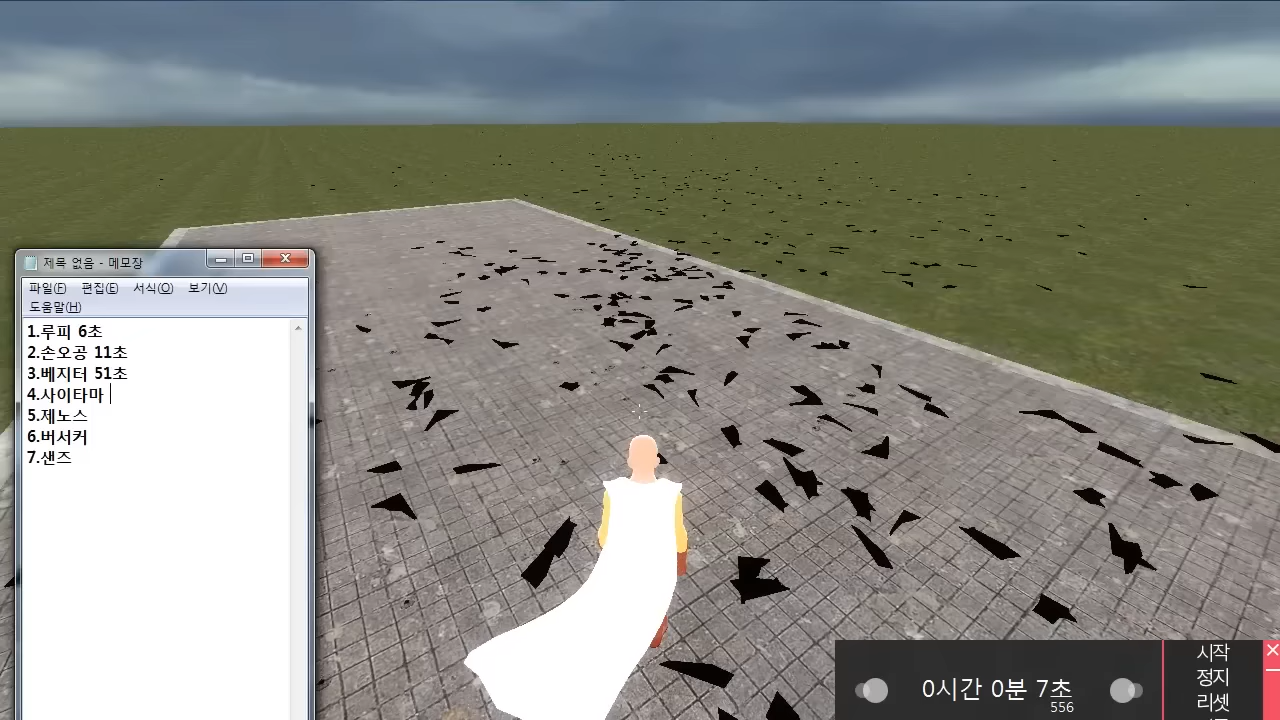 제목 없음 - 메모장
파일(F) 편집(E) 서식(O) 보기(V)
도움말(H)
1.루피 6초
2.손오공 11초
3.베지터 51초
4.사이타마
5.제노스
6.버서커
7.샌즈
0시간 0분 7초
556
시작
정지
리셋